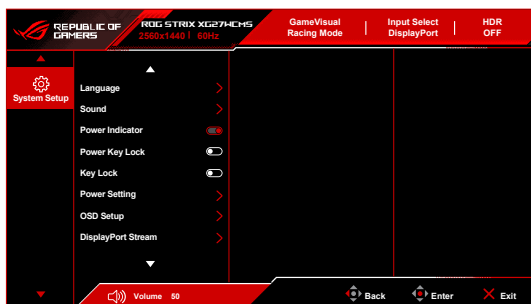 REPUBLIC OF
GAMERS
ROG STRIX XG27WCMS
2560x1440 | 60Hz
GameVisual
Racing Mode
Input Select
DisplayPort
HDR
OFF
System Setup
Language
Sound
Power Indicator
Power Key Lock
Key Lock
Power Setting
OSD Setup
DisplayPort Stream
Volume 50
Back
Enter
Exit